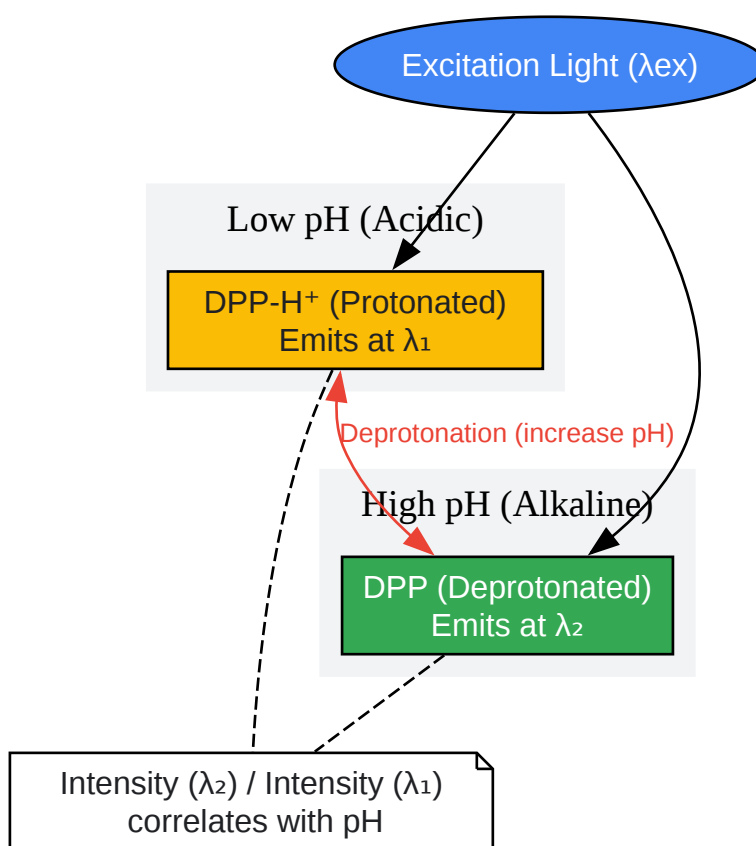 Excitation Light (λex)
Low pH (Acidic)
DPP-H⁺ (Protonated)
Emits at λ₁
Deprotonation (increase pH)
High pH (Alkaline)
DPP (Deprotonated)
Emits at λ₂
Intensity (λ₂) / Intensity (λ₁)
correlates with pH